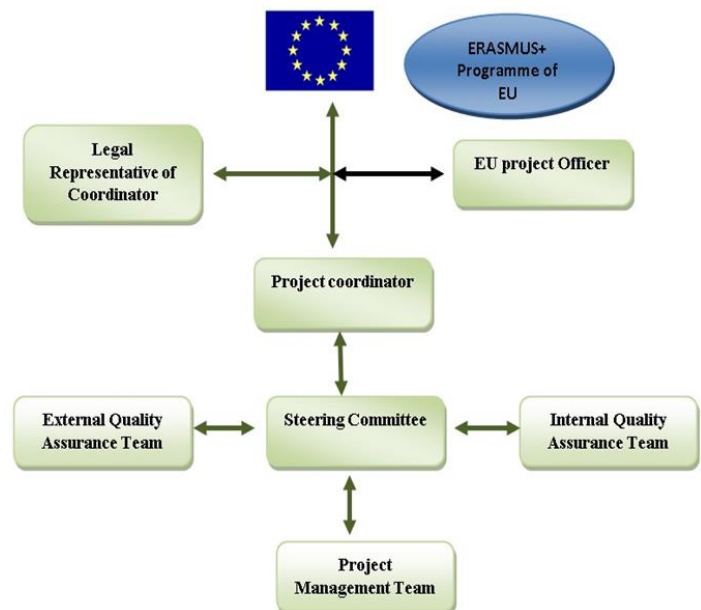 ERASMUS+
Programme of
EU
Legal
Representative of
Coordinator
EU project Officer
Project coordinator
External Quality
Assurance Team
Steering Committee
Internal Quality
Assurance Team
Project
Management Team